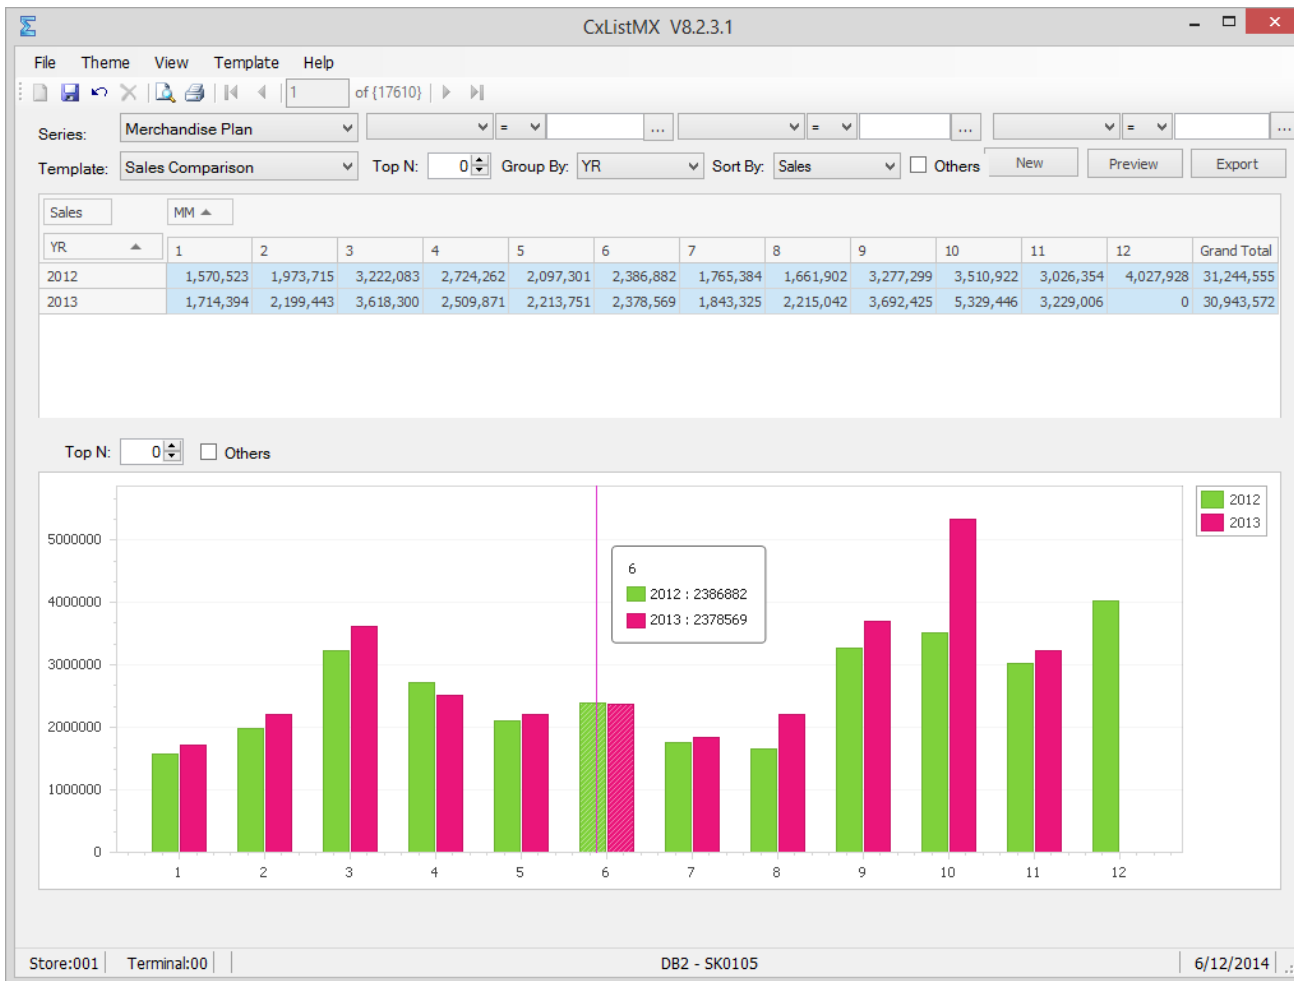 CxListMX V8.2.3.1
File Theme View Template Help
1 of {17610}
Series: Merchandise Plan = ... = ... = ...
Template: Sales Comparison Top N: 0 Group By: YR Sort By: Sales Others New Preview Export
Sales MM
YR 1 2 3 4 5 6 7 8 9 10 11 12 Grand Total
2012 1,570,523 1,973,715 3,222,083 2,724,262 2,097,301 2,386,882 1,765,384 1,661,902 3,277,299 3,510,922 3,026,354 4,027,928 31,244,555
2013 1,714,394 2,199,443 3,618,300 2,509,871 2,213,751 2,378,569 1,843,325 2,215,042 3,692,425 5,329,446 3,229,006 0 30,943,572
Top N: 0 Others
2012
2013
5000000
4000000
3000000
2000000
1000000
0
6
2012 : 2386882
2013 : 2378569
1 2 3 4 5 6 7 8 9 10 11 12
Store:001 Terminal:00 DB2 - SK0105 6/12/2014